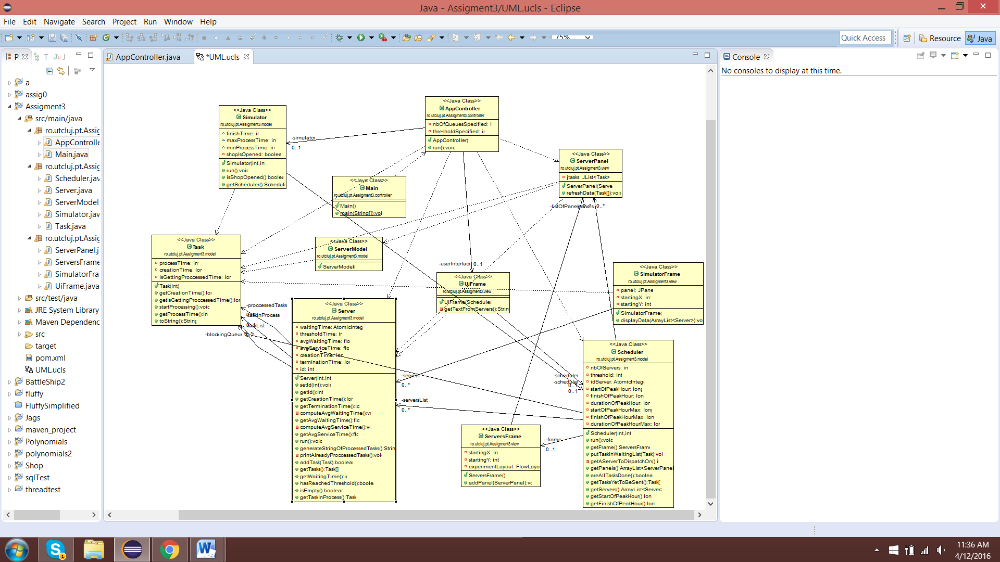 Java - Assigment3/UML.ucls - Eclipse
File Edit Navigate Search Project Run Window Help
75%
Quick Access
Resource
Java
P
T
Ju J
a
assig0
Assigment3
src/main/java
ro.utcluj.pt.Assig
AppControlle
Main.java
ro.utcluj.pt.Assig
Scheduler.jav
Server.java
ServerModel
Simulator.jav
Task.java
ro.utcluj.pt.Assig
ServerPanel.j
ServersFrame
SimulatorFra
UiFrame.java
src/test/java
JRE System Library
Maven Dependenc
src
target
pom.xml
UML.ucls
BattleShip2
fluffy
FluffySimplified
Jags
maven_project
Polynomials
polynomials2
Shop
sqlTest
threadtest
AppController.java
*UML.ucls
<<Java Class>>
Simulator
ro.utcluj.pt.Assigment3.model
finishTime: ir
maxProcessTime: in
minProcessTime: in
shopIsOpened: boolea
Simulator(int,in
run():voic
isShopOpened():boolea
getScheduler():Schedul
<<Java Class>>
AppController
ro.utcluj.pt.Assigment3.controller
nbOfQueuesSpecified: i
thresholdSpecified: ir
AppController(
run():voic
-simulator
0..1
<<Java Class>>
ServerPanel
ro.utcluj.pt.Assigment3.view
jtasks: JList<Task>
ServerPanel(Serve
refreshData(Task[]):voic
-listOfPanels
0..*
<<Java Class>>
Main
ro.utcluj.pt.Assigment3.controller
Main()
main(String[]):voi
<<Java Class>>
Task
ro.utcluj.pt.Assigment3.model
processTime: in
creationTime: lor
isGettingProccessedTime: lor
Task(int)
getCreationTime():lor
getIsGettingProccessedTime():lor
startProcessing():voic
getProcessTime():in
toString():String
<<Java Class>>
ServerModel
ro.utcluj.pt.Assigment3.model
ServerModel(
-userInterface
0..1
<<Java Class>>
UiFrame
ro.utcluj.pt.Assigment3.view
UiFrame(Scheduler
getTextFromServers():Strin
<<Java Class>>
SimulatorFrame
ro.utcluj.pt.Assigment3.view
panel: JPane
startingX: in
startingY: int
SimulatorFrame(
displayData(ArrayList<Server>):vo
-proccessedTasks
-taskInProcess
-taskList
-blockingQueue
0..*
<<Java Class>>
Server
ro.utcluj.pt.Assigment3.model
waitingTime: AtomicInteg
thresholdTime: ir
avgWaitingTime: flo
avgServiceTime: flc
creationTime: lon
terminationTime: lor
id: int
Server(int,int
setId(int):voic
getId():int
getCreationTime():lor
getTerminationTime():lo
computeAvgWaitingTime():v
getAvgWaitingTime():flo
computeAvgServiceTime():v
getAvgServiceTime():flc
run():voic
generateStringOfProcessedTasks():Strin
printAlreadyProccessedTasks():voic
addTask(Task):boolear
getTasks():Task[]
getWaitingTime():ir
hasReachedThreshold():boole
isEmpty():boolear
getTaskInProcess():Task
-servers
0..*
-serversList
0..*
-scheduler
-scheduler
0..1
0..1
<<Java Class>>
Scheduler
ro.utcluj.pt.Assigment3.model
nbOfServers: in
threshold: int
idServer: AtomicIntege
startOfPeakHour: long
finishOfPeakHour: lon
durationOfPeakHour: lor
startOfPeakHourMax: long
finishOfPeakHourMax: lon
durationOfPeakHourMax: lor
Scheduler(int,int
run():voic
getFrame():ServersFrame
putTaskInWaitingList(Task):voi
getAServerToDispatchOn():i
getPanels():ArrayList<ServerPanel
areAllTasksDone():boolea
getTasksYetToBeSent():Task[
getServers():ArrayList<Server
getStartOfPeakHour():lon
getFinishOfPeakHour():lon
<<Java Class>>
ServersFrame
ro.utcluj.pt.Assigment3.view
startingX: in
startingY: int
experimentLayout: FlowLayo
ServersFrame()
addPanel(ServerPanel):vc
-frame
0..1
Console
No consoles to display at this time.
11:36 AM
4/12/2016